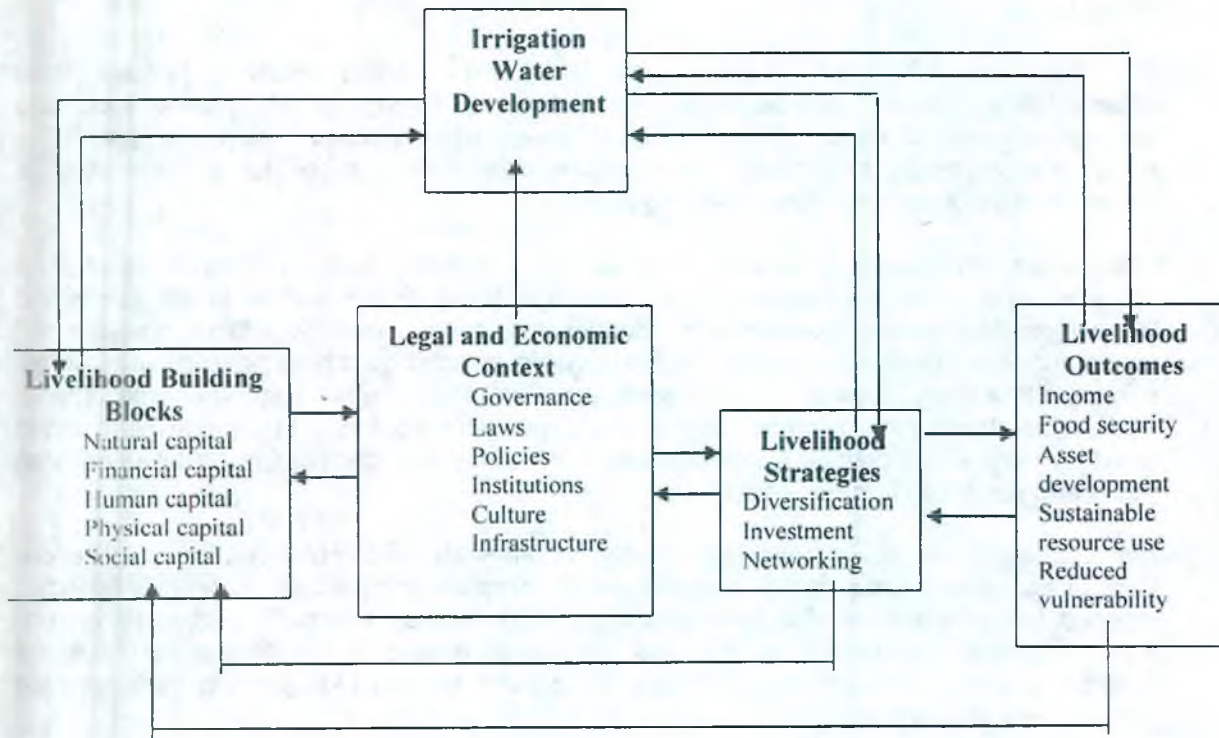 Irrigation
Water
Development
Livelihood Building
Blocks
Natural capital
Financial capital
Human capital
Physical capital
Social capital
Legal and Economic
Context
Governance
Laws
Policies
Institutions
Culture
Infrastructure
Livelihood
Strategies
Diversification
Investment
Networking
Livelihood
Outcomes
Income
Food security
Asset
development
Sustainable
resource use
Reduced
vulnerability